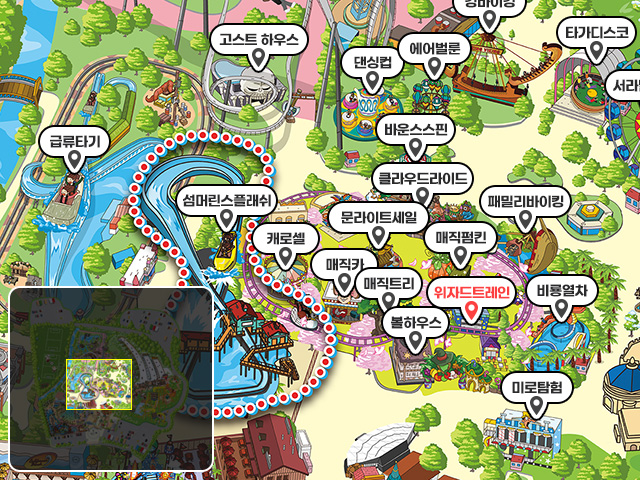 고스트 하우스
댄싱컵
에어벌룬
타가디스코
급류타기
바운스스핀
클라우드라이드
섬머린스플래쉬
문라이트세일
패밀리바이킹
캐로셀
매직펌킨
매직카
매직트리
위자드트레인
비룡열차
볼하우스
미로탐험